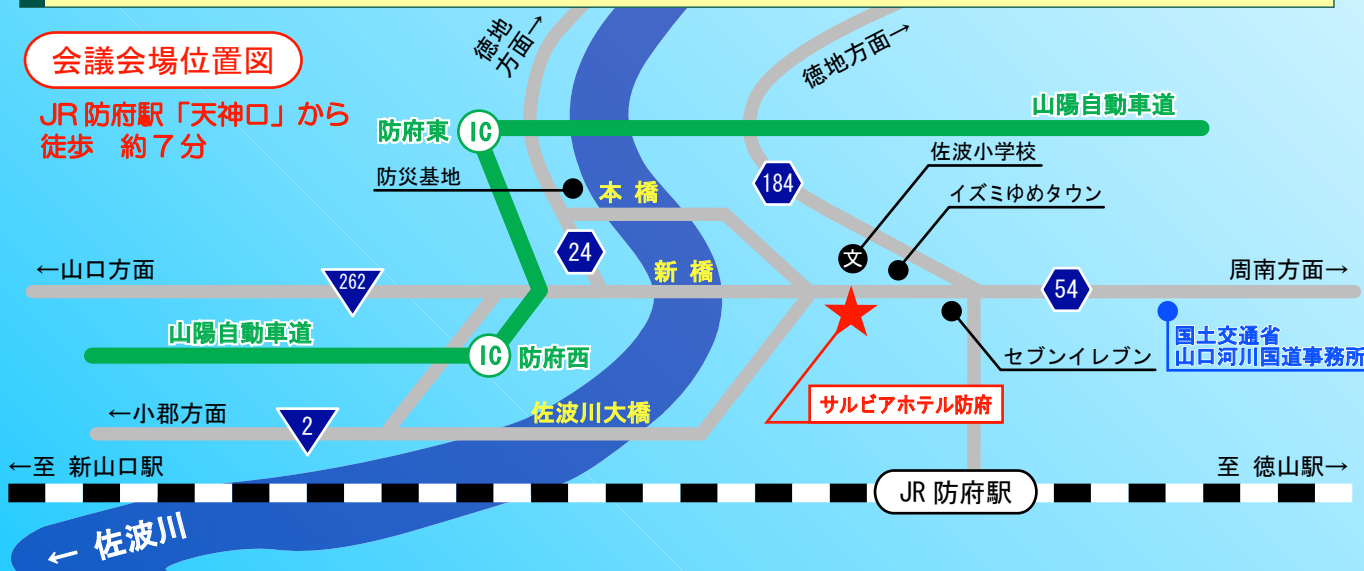 会議会場位置図
JR防府駅「天神口」から
徒歩　約7分
徳地
方面→
徳地方面→
山陽自動車道
防府東
IC
佐波小学校
防災基地
本 橋
184
イズミゆめタウン
24
文
←山口方面
262
新 橋
周南方面→
54
山陽自動車道
IC
防府西
セブンイレブン
国土交通省
山口河川国道事務所
←小郡方面
2
佐波川大橋
サルビアホテル防府
←至 新山口駅
至 徳山駅→
JR 防府駅
← 佐波川